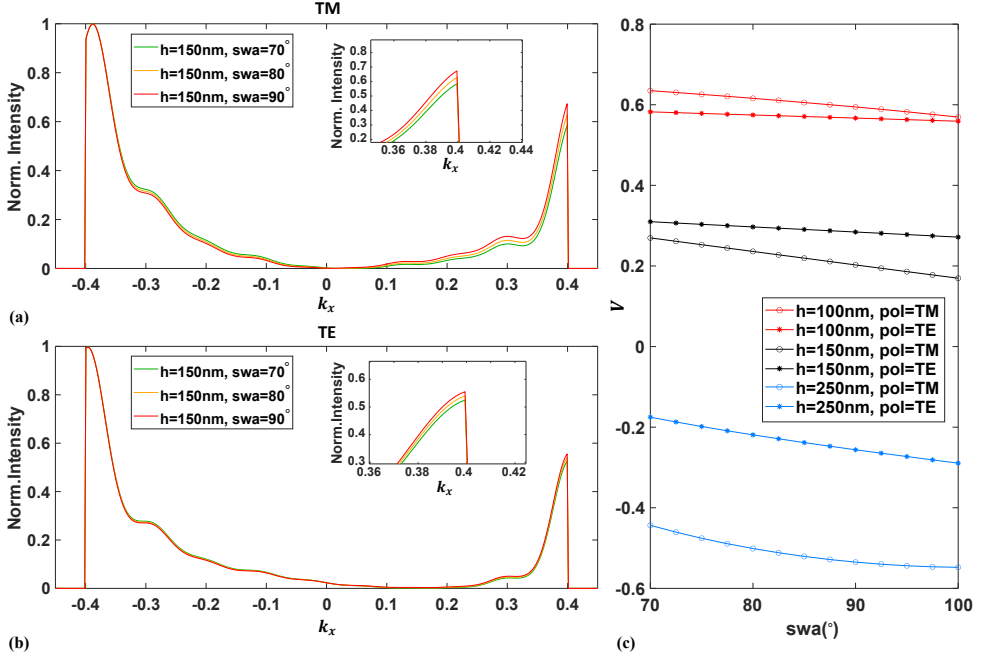 TM
Norm. Intensity
1
0.8
0.6
0.4
0.2
0
h=150nm, swa=70°
h=150nm, swa=80°
h=150nm, swa=90°
Norm. Intensity
0.8
0.7
0.6
0.5
0.4
0.3
0.2
0.36 0.38 0.4 0.42 0.44
kx
-0.4 -0.3 -0.2 -0.1 0 0.1 0.2 0.3 0.4
kx
(a)
TE
Norm.Intensity
1
0.8
0.6
0.4
0.2
0
h=150nm, swa=70°
h=150nm, swa=80°
h=150nm, swa=90°
Norm.Intensity
0.6
0.5
0.4
0.3
0.36 0.38 0.4 0.42
kx
-0.4 -0.3 -0.2 -0.1 0 0.1 0.2 0.3 0.4
kx
(b)
V
0.8
0.6
0.4
0.2
0
-0.2
-0.4
-0.6
h=100nm, pol=TM
h=100nm, pol=TE
h=150nm, pol=TM
h=150nm, pol=TE
h=250nm, pol=TM
h=250nm, pol=TE
70 80 90 100
swa(°)
(c)